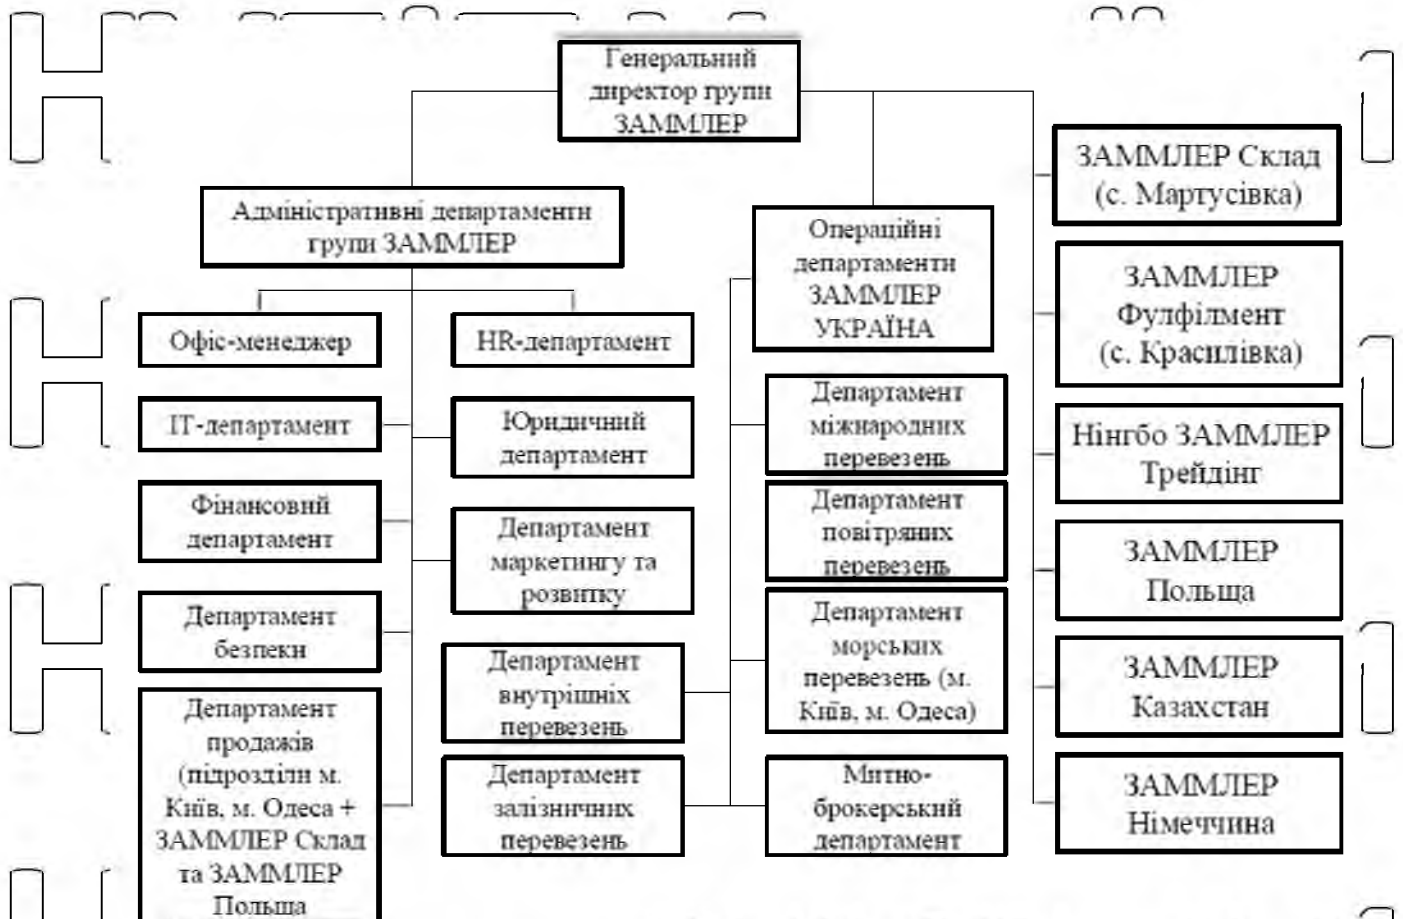 Генеральний
директор групи
ЗАММЛЕР
Адміністративні департаменти
групи ЗАММЛЕР
Офіс-менеджер
HR-департамент
ІТ-департамент
Юридичний
департамент
Фінансовий
департамент
Департамент
маркетингу та
розвитку
Департамент
безпеки
Департамент
продажів
(підрозділи м.
Київ, м. Одеса +
ЗАММЛЕР Склад
та ЗАММЛЕР
Польща
Операційні
департаменти
ЗАММЛЕР
УКРАЇНА
Департамент
міжнародних
перевезень
Департамент
повітряних
перевезень
Департамент
внутрішніх
перевезень
Департамент
морських
перевезень (м.
Київ, м. Одеса)
Департамент
залізничних
перевезень
Митно-
брокерський
департамент
ЗАММЛЕР Склад
(с. Мартусівка)
ЗАММЛЕР
Фулфілмент
(с. Красилівка)
Нінгбо ЗАММЛЕР
Трейдінг
ЗАММЛЕР
Польща
ЗАММЛЕР
Казахстан
ЗАММЛЕР
Німеччина